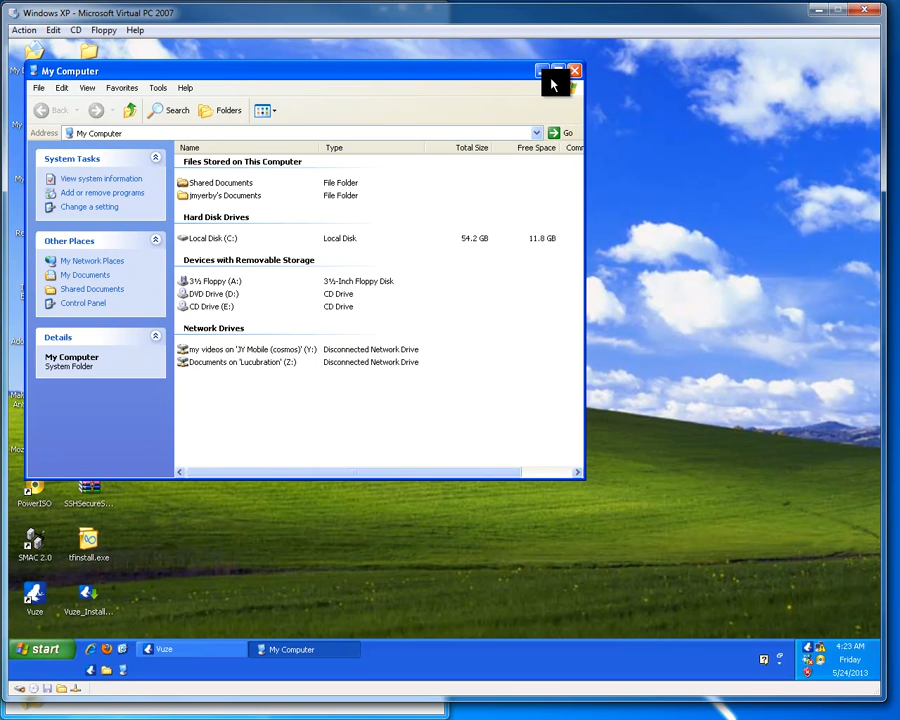 Windows XP - Microsoft Virtual PC 2007
Action Edit CD Floppy Help
My Computer
File Edit View Favorites Tools Help
Back Search Folders
Address My Computer Go
System Tasks
View system information
Add or remove programs
Change a setting
Other Places
My Network Places
My Documents
Shared Documents
Control Panel
Details
My Computer
System Folder
Name Type Total Size Free Space Comr
Files Stored on This Computer
Shared Documents File Folder
jmyerby's Documents File Folder
Hard Disk Drives
Local Disk (C:) Local Disk 54.2 GB 11.8 GB
Devices with Removable Storage
3½ Floppy (A:) 3½-Inch Floppy Disk
DVD Drive (D:) CD Drive
CD Drive (E:) CD Drive
Network Drives
my videos on 'JY Mobile (cosmos)' (Y:) Disconnected Network Drive
Documents on 'Lucubration' (Z:) Disconnected Network Drive
PowerISO SSHSecureS...
SMAC 2.0 tfinstall.exe
Vuze Vuze_Install...
start Vuze My Computer
4:23 AM
Friday
5/24/2013